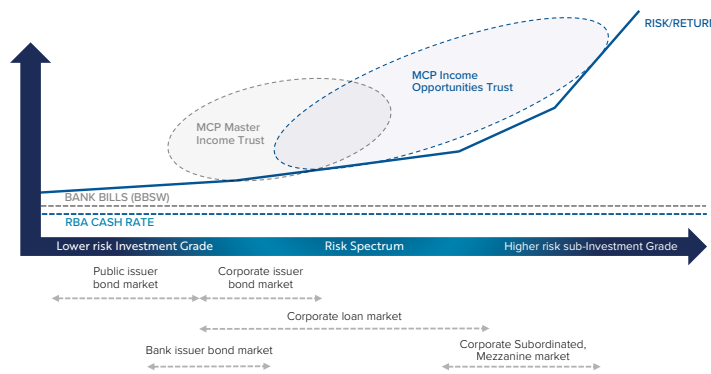 RISK/RETURI
MCP Income
Opportunities Trust
MCP Master
Income Trust
BANK BILLS (BBSW)
RBA CASH RATE
Lower risk Investment Grade
Risk Spectrum
Higher risk sub-Investment Grade
Public issuer
bond market
Corporate issuer
bond market
Corporate loan market
Bank issuer bond market
Corporate Subordinated,
Mezzanine market